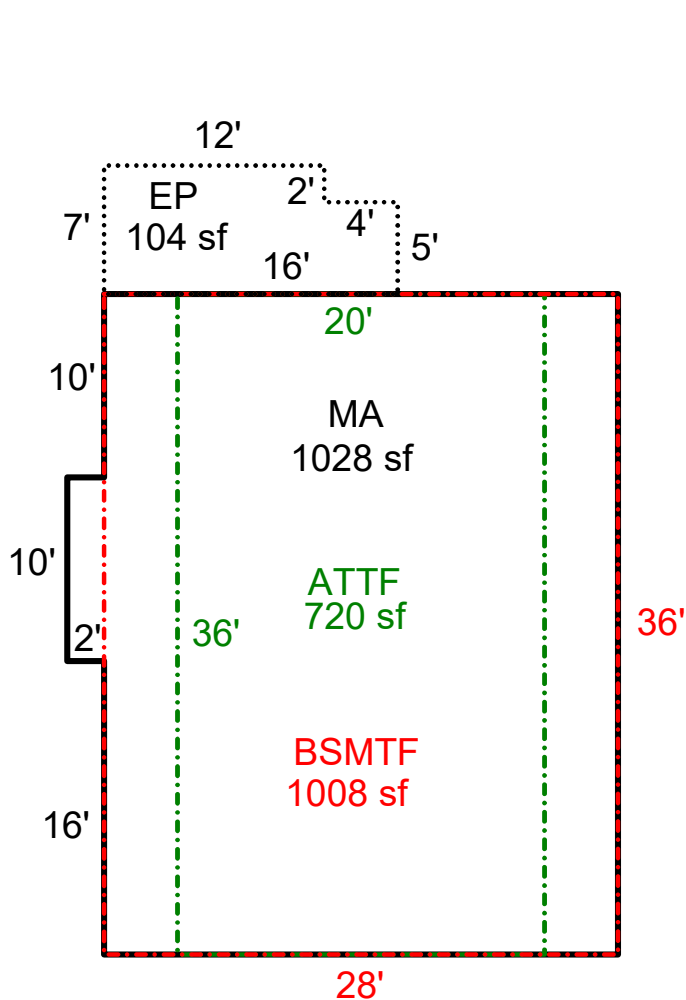 12'
EP
2'
7'
104 sf
4'
5'
16'
20'
10'
MA
1028 sf
10'
ATTF
720 sf
36'
36'
2'
BSMTF
1008 sf
16'
28'